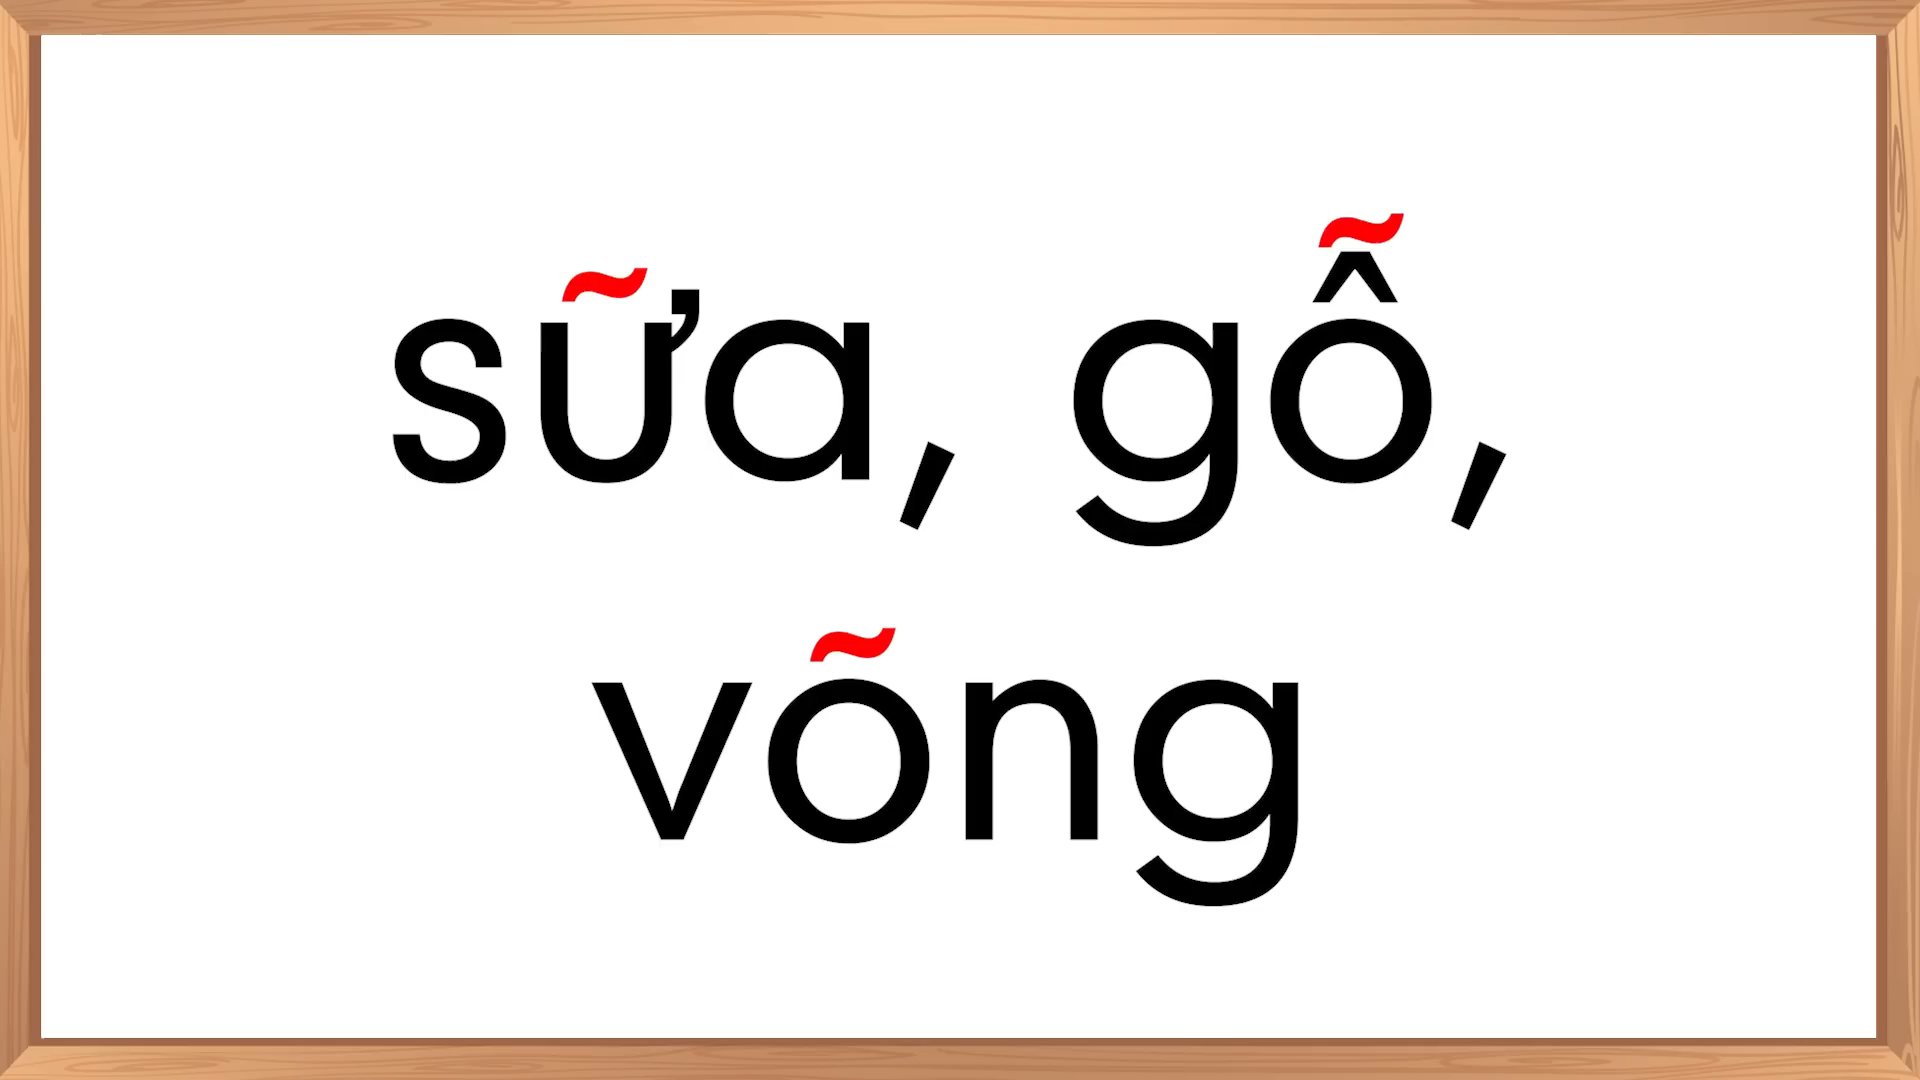 sữa, gỗ,
võng